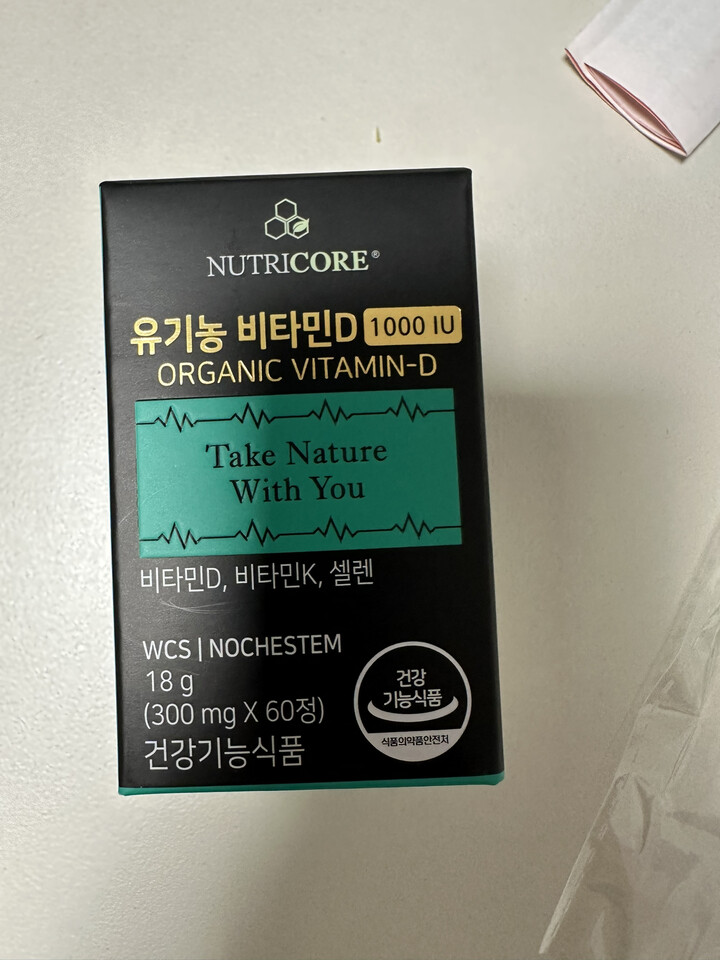 NUTRICORE®
유기농 비타민D 1000 IU
ORGANIC VITAMIN-D
Take Nature
With You
비타민D, 비타민K, 셀렌
WCS | NOCHESTEM
18 g
(300 mg X 60정)
건강기능식품
건강
기능식품
식품의약품안전처